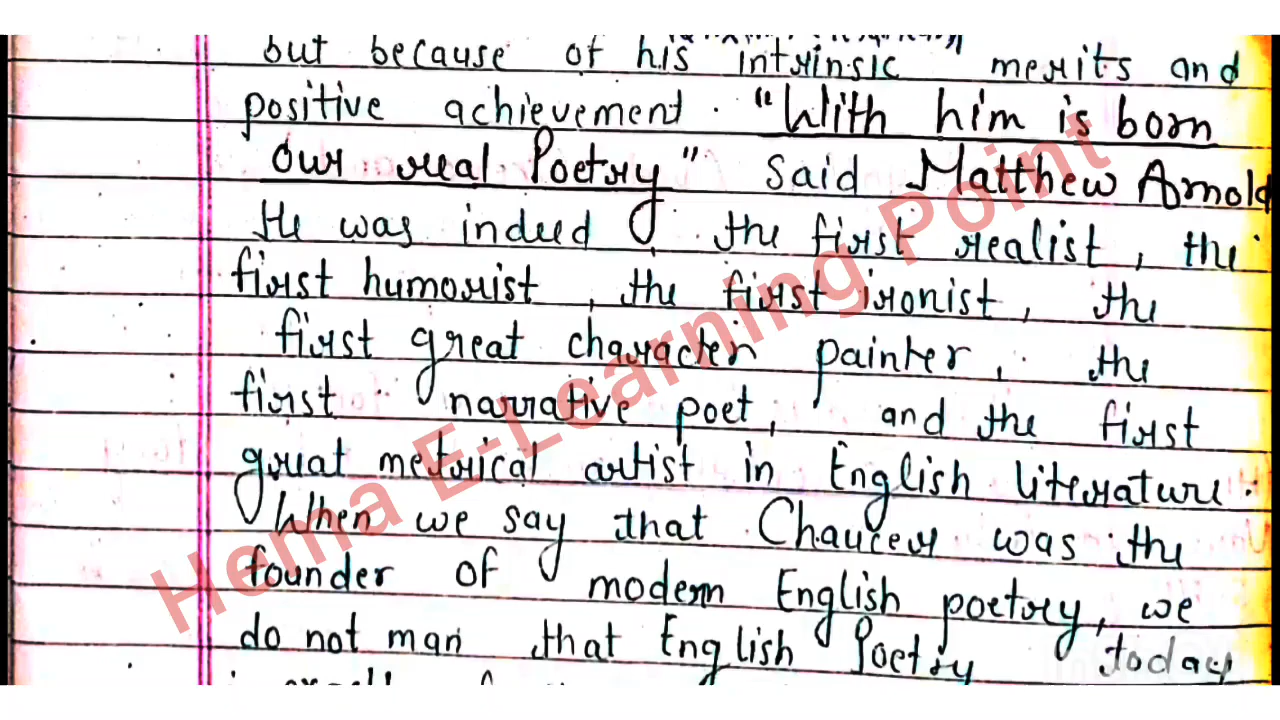 but because of his intrinsic merits and
positive achievement. "With him is born
our real Poetry" said Matthew Arnold
He was indeed the first realist, the
first humorist, the first ironist, the
first great character painter, the
first narrative poet, and the first
great metrical artist in English literature.
When we say that Chaucer was the
founder of modern English poetry, we
do not man that English Poetry today
Hema E-Learning Point